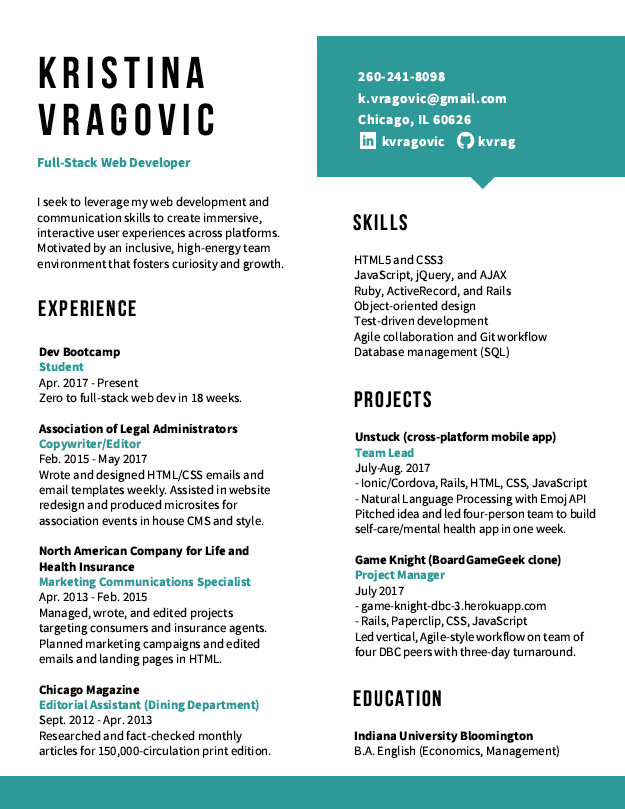 KRISTINA
VRAGOVIC
Full-Stack Web Developer
I seek to leverage my web development and
communication skills to create immersive,
interactive user experiences across platforms.
Motivated by an inclusive, high-energy team
environment that fosters curiosity and growth.
EXPERIENCE
Dev Bootcamp
Student
Apr. 2017 - Present
Zero to full-stack web dev in 18 weeks.
Association of Legal Administrators
Copywriter/Editor
Feb. 2015 - May 2017
Wrote and designed HTML/CSS emails and
email templates weekly. Assisted in website
redesign and produced microsites for
association events in house CMS and style.
North American Company for Life and
Health Insurance
Marketing Communications Specialist
Apr. 2013 - Feb. 2015
Managed, wrote, and edited projects
targeting consumers and insurance agents.
Planned marketing campaigns and edited
emails and landing pages in HTML.
Chicago Magazine
Editorial Assistant (Dining Department)
Sept. 2012 - Apr. 2013
Researched and fact-checked monthly
articles for 150,000-circulation print edition.
260-241-8098
k.vragovic@gmail.com
Chicago, IL 60626
in kvragovic kvrag
SKILLS
HTML5 and CSS3
JavaScript, jQuery, and AJAX
Ruby, ActiveRecord, and Rails
Object-oriented design
Test-driven development
Agile collaboration and Git workflow
Database management (SQL)
PROJECTS
Unstuck (cross-platform mobile app)
Team Lead
July-Aug. 2017
- Ionic/Cordova, Rails, HTML, CSS, JavaScript
- Natural Language Processing with Emoj API
Pitched idea and led four-person team to build
self-care/mental health app in one week.
Game Knight (BoardGameGeek clone)
Project Manager
July 2017
- game-knight-dbc-3.herokuapp.com
- Rails, Paperclip, CSS, JavaScript
Led vertical, Agile-style workflow on team of
four DBC peers with three-day turnaround.
EDUCATION
Indiana University Bloomington
B.A. English (Economics, Management)